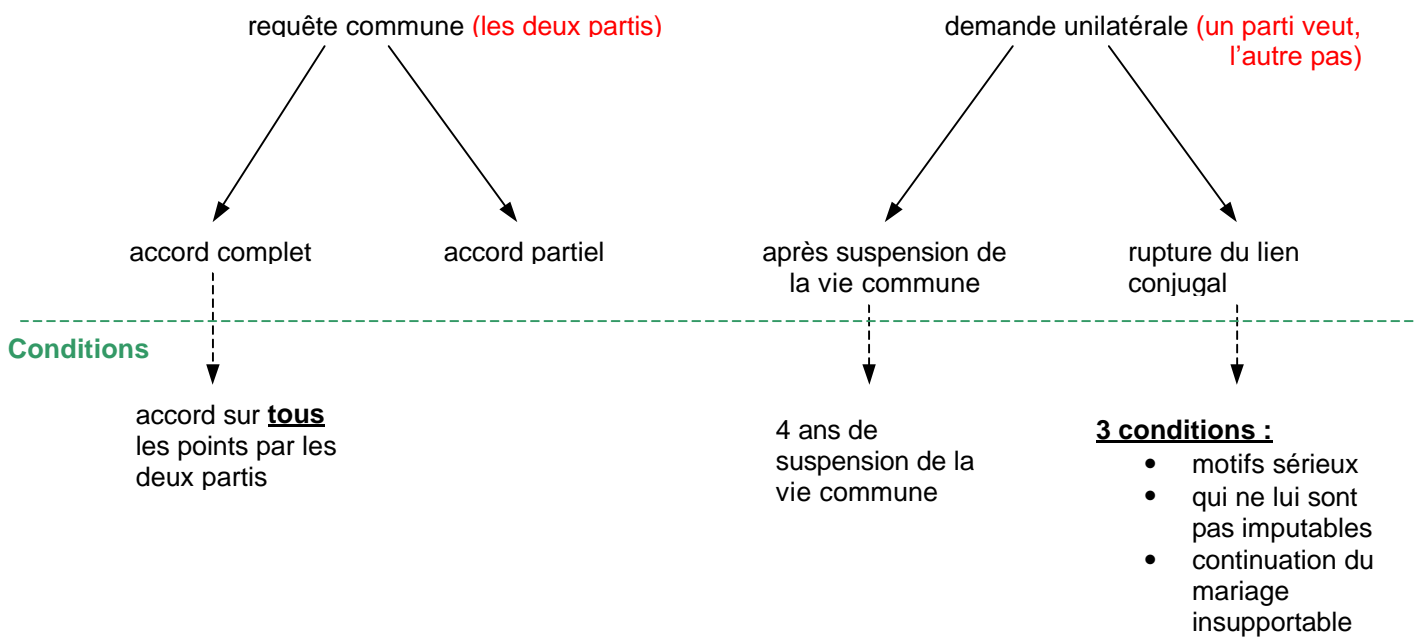 requête commune (les deux partis)
demande unilatérale (un parti veut,
l'autre pas)
accord complet
accord partiel
après suspension de
la vie commune
rupture du lien
conjugal
Conditions
accord sur tous
les points par les
deux partis
4 ans de
suspension de la
vie commune
3 conditions :
• motifs sérieux
• qui ne lui sont
pas imputables
• continuation du
mariage
insupportable